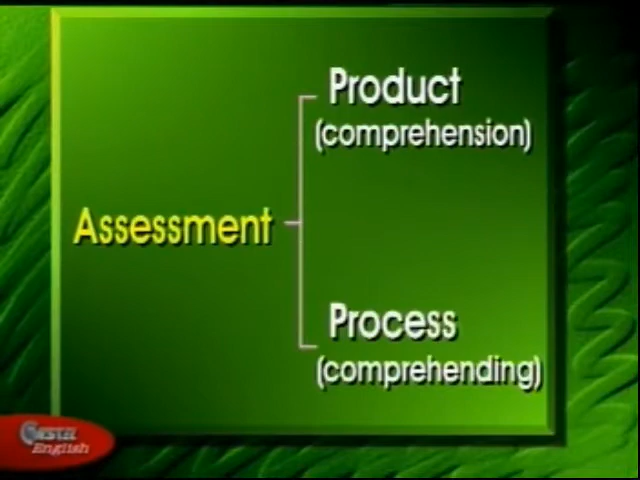 Product
(comprehension)
Assessment
Process
(comprehending)
English